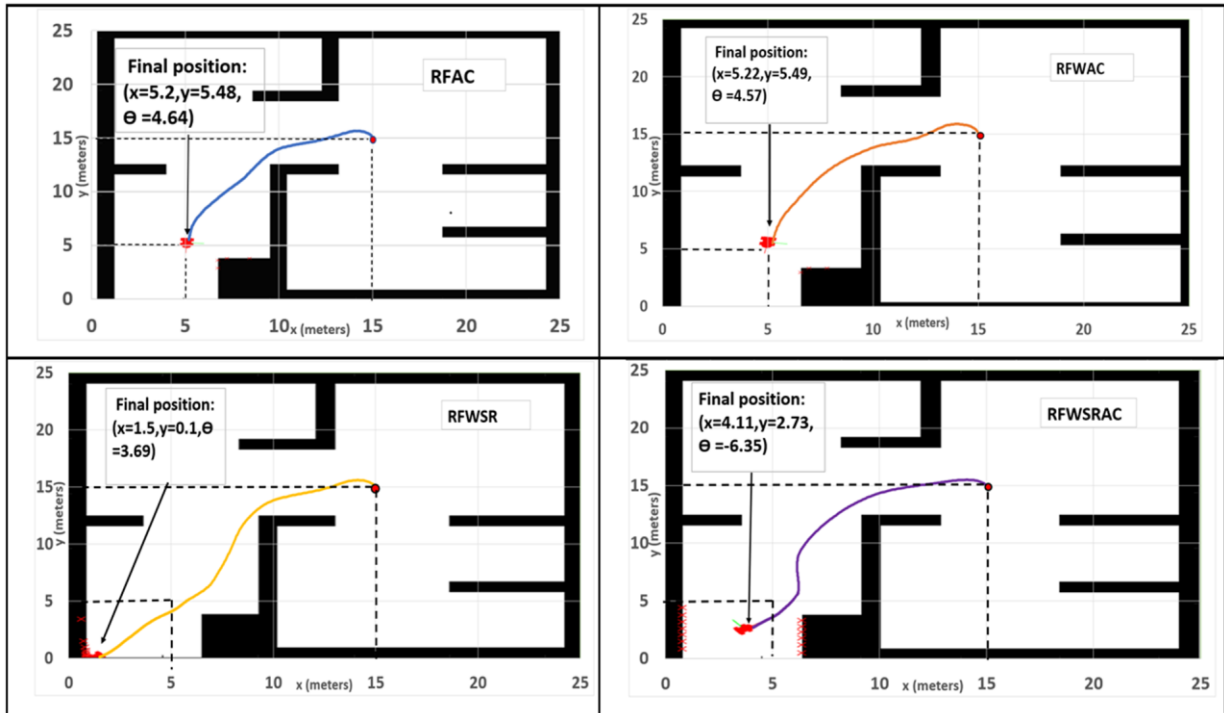 25
20
15
10
5
0
y (meters)
Final position:
(x=5.2,y=5.48,
Ө =4.64)
RFAC
0
5
10
x (meters)
15
20
25
25
20
15
10
5
0
y (meters)
Final position:
(x=5.22,y=5.49,
Ө =4.57)
RFWAC
0
5
10
x (meters)
15
20
25
25
20
15
10
5
0
y (meters)
Final position:
(x=1.5,y=0.1,Ө
=3.69)
RFWSR
0
5
10
x (meters)
15
20
25
25
20
15
10
5
0
y (meters)
Final position:
(x=4.11,y=2.73,
Ө =-6.35)
RFWSRAC
0
5
10
x (meters)
15
20
25